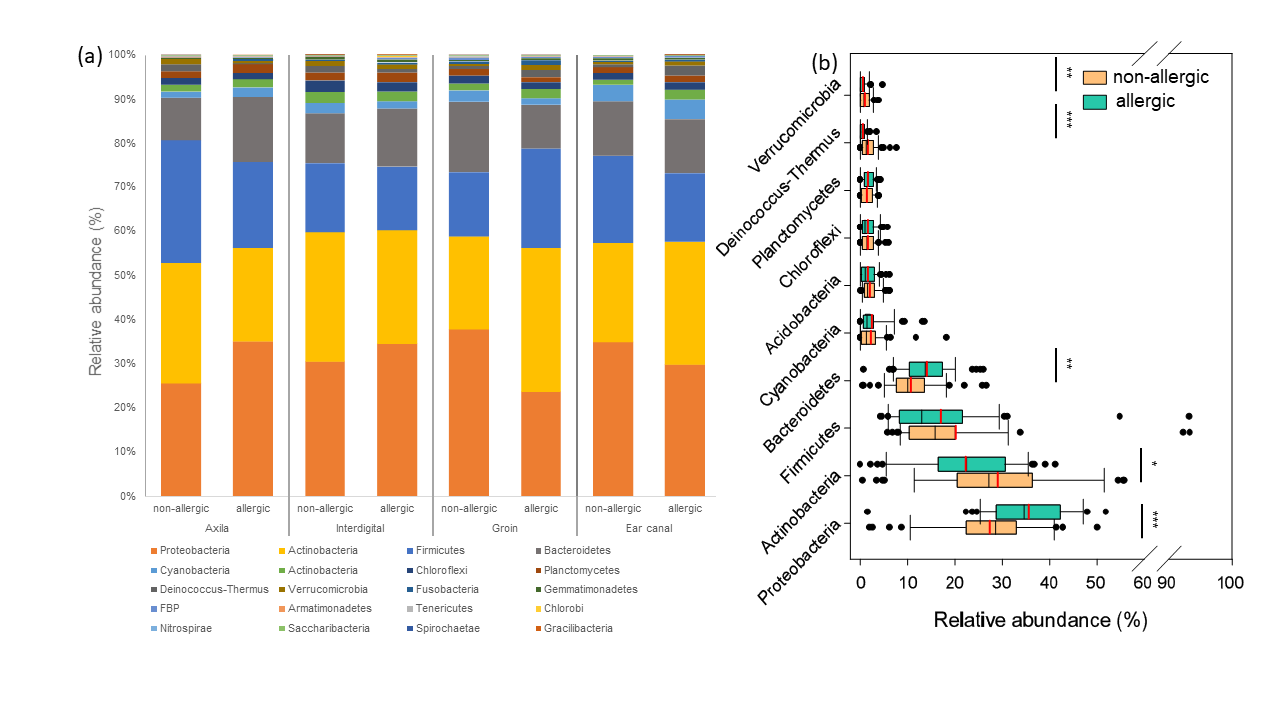 (a)
100%
90%
80%
70%
60%
50%
40%
30%
20%
10%
0%
Relative abundance (%)
non-allergic allergic non-allergic allergic non-allergic allergic non-allergic allergic
Axila Interdigital Groin Ear canal
Proteobacteria Actinobacteria Firmicutes Bacteroidetes
Cyanobacteria Actinobacteria Chloroflexi Planctomycetes
Deinococcus-Thermus Verrucomicrobia Fusobacteria Gemmatimonadetes
FBP Armatimonadetes Tenericutes Chlorobi
Nitrospirae Saccharibacteria Spirochaetae Gracilibacteria
(b)
non-allergic
allergic
Verrucomicrobia
**
Deinococcus-Thermus
***
Planctomycetes
Chloroflexi
Acidobacteria
Cyanobacteria
Bacteroidetes
**
Firmicutes
Actinobacteria
*
Proteobacteria
***
0 10 20 30 40 50 60 90 100
Relative abundance (%)